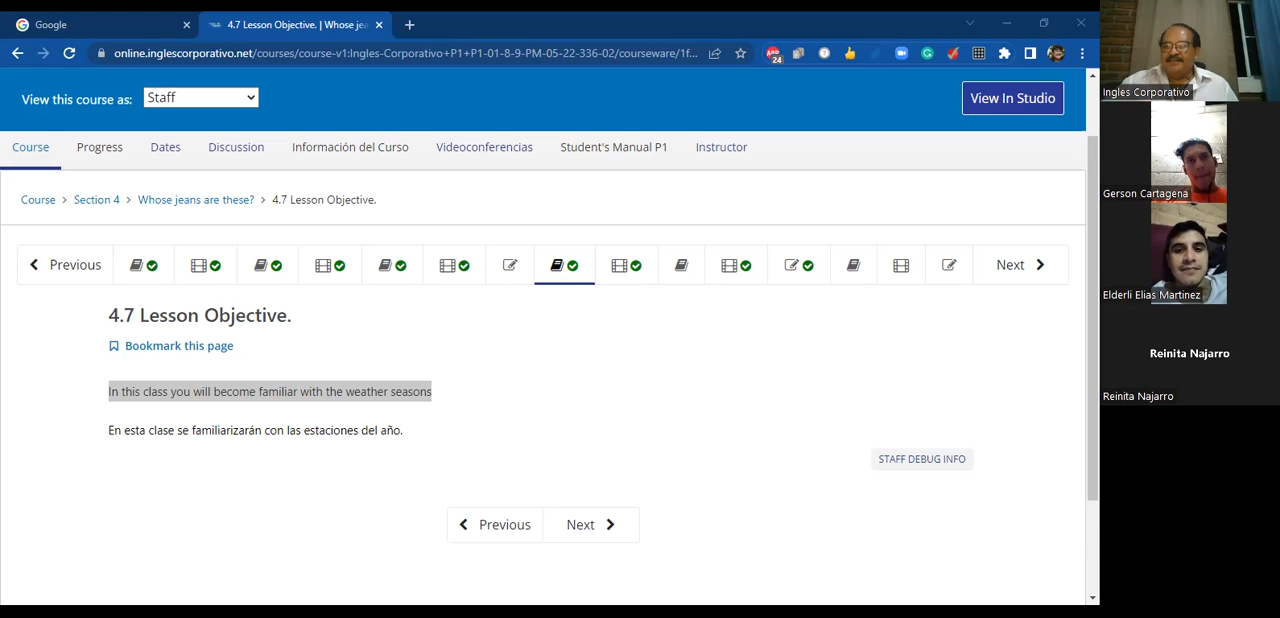 Google
4.7 Lesson Objective. | Whose jea
online.inglescorporativo.net/courses/course-v1:Ingles-Corporativo+P1+P1-01-8-9-PM-05-22-336-02/courseware/1f...
24
View this course as: Staff
View In Studio
Course Progress Dates Discussion Información del Curso Videoconferencias Student's Manual P1 Instructor
Course > Section 4 > Whose jeans are these? > 4.7 Lesson Objective.
Previous
Next
4.7 Lesson Objective.
Bookmark this page
In this class you will become familiar with the weather seasons
En esta clase se familiarizarán con las estaciones del año.
STAFF DEBUG INFO
Previous Next
Ingles Corporativo
Gerson Cartagena
Elderli Elias Martinez
Reinita Najarro
Reinita Najarro